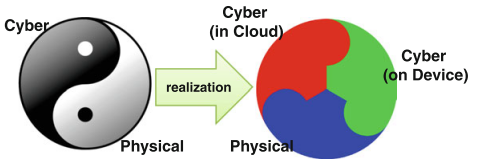 Cyber
Physical
realization
Cyber
(in Cloud)
Cyber
(on Device)
Physical